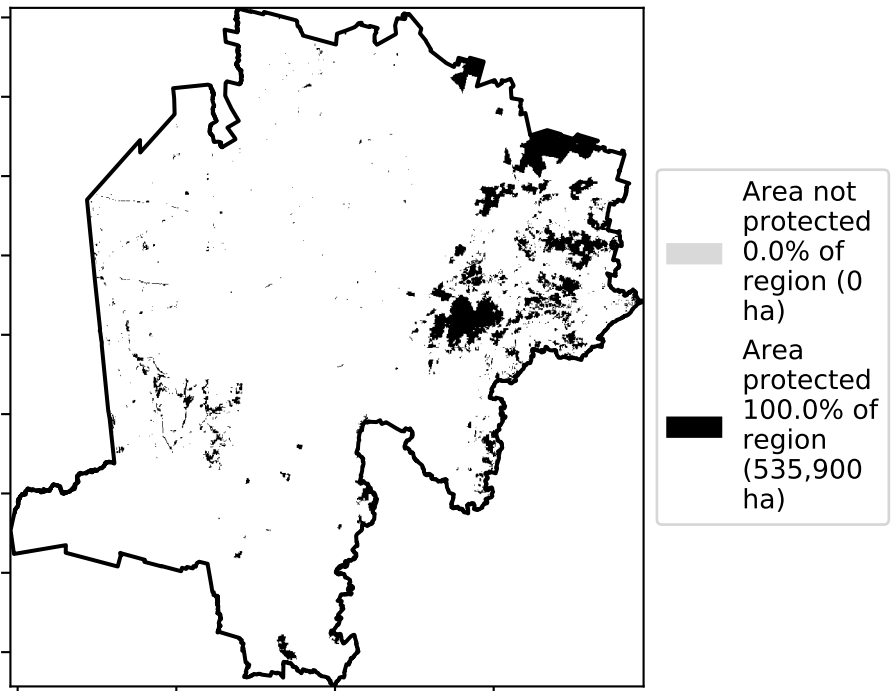 Area not
protected
0.0% of
region (0
ha)
Area
protected
100.0% of
region
(535,900
ha)